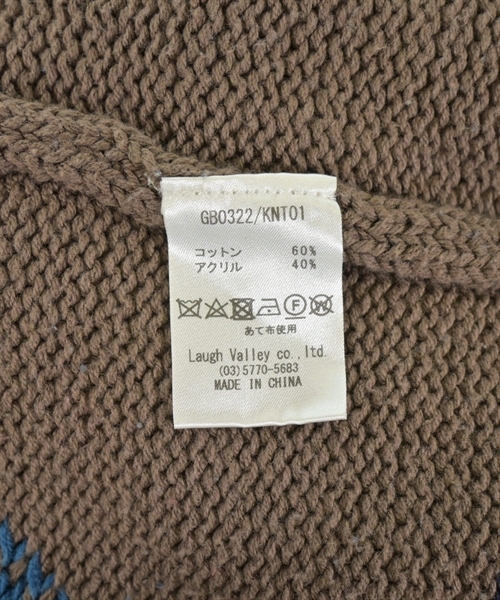 GB0322/KNT01
コットン 60%
アクリル 40%
あて布使用
Laugh Valley co.,ltd.
(03)5770-5683
MADE IN CHINA